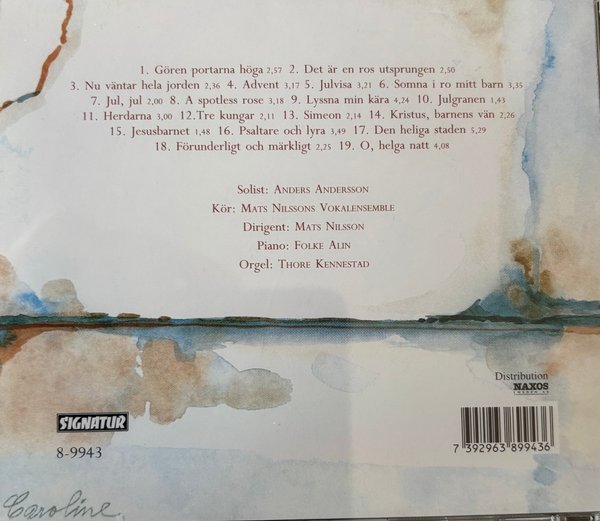 1. Gören portarna höga 2,57 2. Det är en ros utsprungen 2,50
3. Nu väntar hela jorden 2,36 4. Advent 3,17 5. Julvisa 3,21 6. Somna i ro mitt barn 3,35
7. Jul, jul 2,00 8. A spotless rose 3,18 9. Lyssna min kära 4,24 10. Julgranen 1,43
11. Herdarna 3,00 12.Tre kungar 2,11 13. Simeon 2,14 14. Kristus, barnens vän 2,26
15. Jesusbarnet 1,48 16. Psaltare och lyra 3,49 17. Den heliga staden 5,29
18. Förunderligt och märkligt 2,25 19. O, helga natt 4,08
Solist: Anders Andersson
Kör: Mats Nilssons Vokalensemble
Dirigent: Mats Nilsson
Piano: Folke Alin
Orgel: Thore Kennestad
Distribution
NAXOS
SWEDEN AB
SIGNATUR
8-9943
7 392963 899436
Caroline.